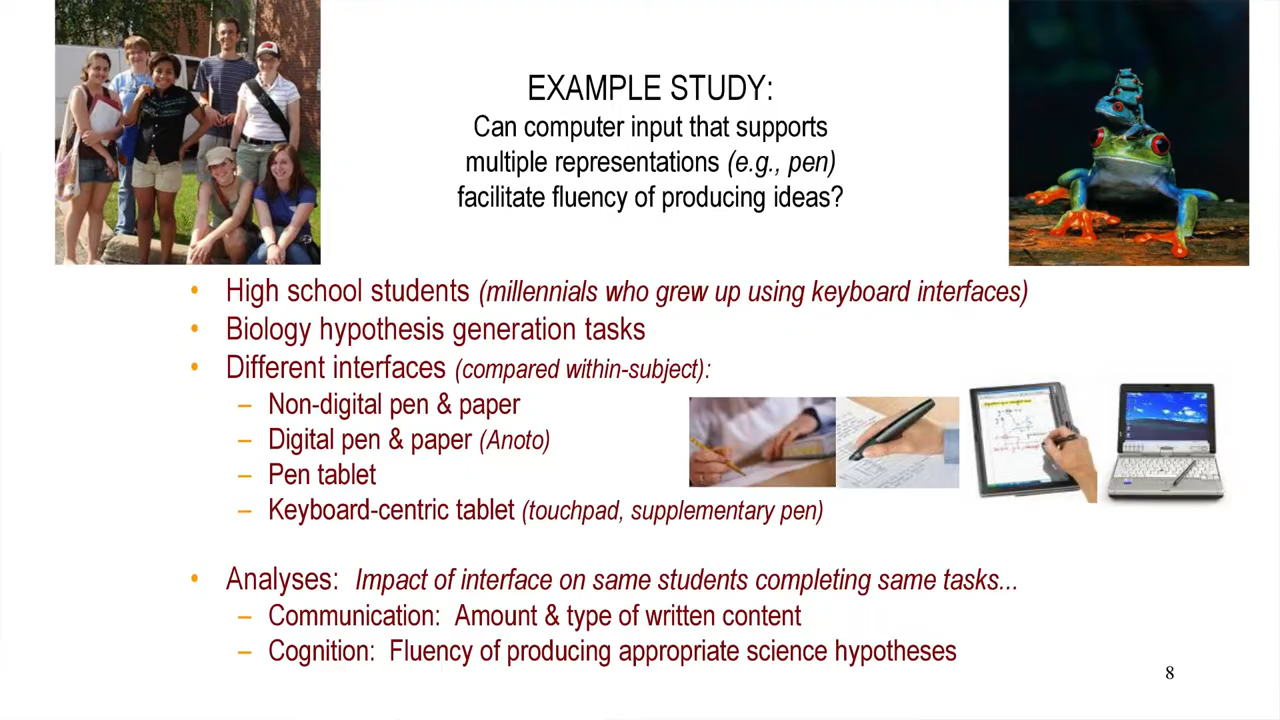 EXAMPLE STUDY:
Can computer input that supports
multiple representations (e.g., pen)
facilitate fluency of producing ideas?
• High school students (millennials who grew up using keyboard interfaces)
• Biology hypothesis generation tasks
• Different interfaces (compared within-subject):
– Non-digital pen & paper
– Digital pen & paper (Anoto)
– Pen tablet
– Keyboard-centric tablet (touchpad, supplementary pen)
• Analyses: Impact of interface on same students completing same tasks...
– Communication: Amount & type of written content
– Cognition: Fluency of producing appropriate science hypotheses
8